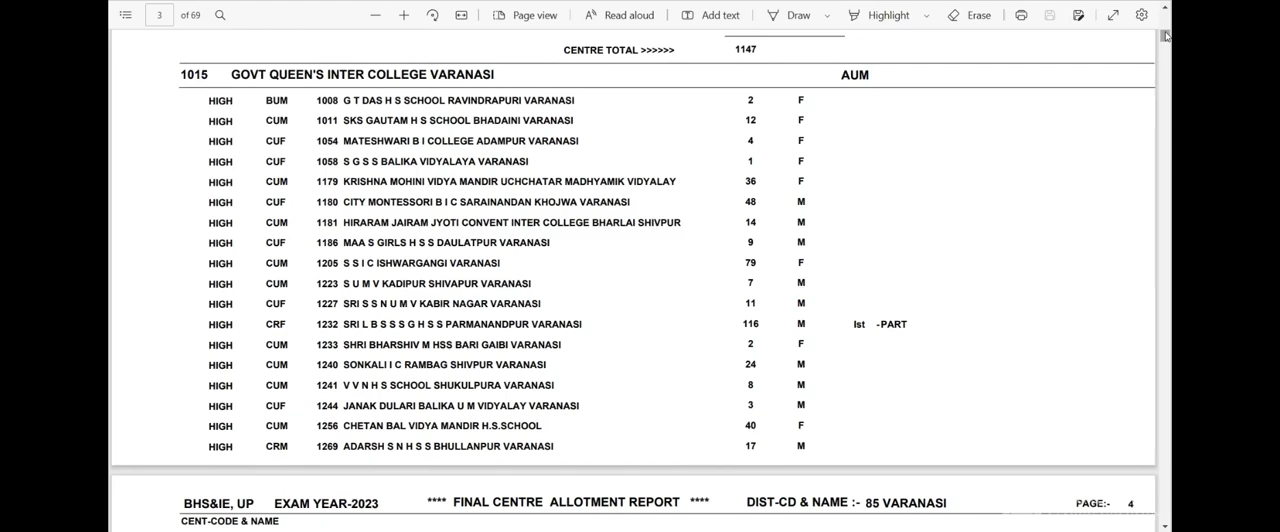 3 of 69 Page view Read aloud Add text Draw Highlight Erase
CENTRE TOTAL >>>>>> 1147
1015 GOVT QUEEN'S INTER COLLEGE VARANASI AUM
HIGH BUM 1008 G T DAS H S SCHOOL RAVINDRAPURI VARANASI 2 F
HIGH CUM 1011 SKS GAUTAM H S SCHOOL BHADAINI VARANASI 12 F
HIGH CUF 1054 MATESHWARI B I COLLEGE ADAMPUR VARANASI 4 F
HIGH CUF 1058 S G S S BALIKA VIDYALAYA VARANASI 1 F
HIGH CUM 1179 KRISHNA MOHINI VIDYA MANDIR UCHCHATAR MADHYAMIK VIDYALAY 36 F
HIGH CUF 1180 CITY MONTESSORI B I C SARAINANDAN KHOJWA VARANASI 48 M
HIGH CUM 1181 HIRARAM JAIRAM JYOTI CONVENT INTER COLLEGE BHARLAI SHIVPUR 14 M
HIGH CUF 1186 MAA S GIRLS H S S DAULATPUR VARANASI 9 M
HIGH CUM 1205 S S I C ISHWARGANGI VARANASI 79 F
HIGH CUM 1223 S U M V KADIPUR SHIVAPUR VARANASI 7 M
HIGH CUF 1227 SRI S S N U M V KABIR NAGAR VARANASI 11 M
HIGH CRF 1232 SRI L B S S S G H S S PARMANANDPUR VARANASI 116 M Ist -PART
HIGH CUM 1233 SHRI BHARSHIV M HSS BARI GAIBI VARANASI 2 F
HIGH CUM 1240 SONKALI I C RAMBAG SHIVPUR VARANASI 24 M
HIGH CUM 1241 V V N H S SCHOOL SHUKULPURA VARANASI 8 M
HIGH CUF 1244 JANAK DULARI BALIKA U M VIDYALAY VARANASI 3 M
HIGH CUM 1256 CHETAN BAL VIDYA MANDIR H.S.SCHOOL 40 F
HIGH CRM 1269 ADARSH S N H S S BHULLANPUR VARANASI 17 M
BHS&IE, UP EXAM YEAR-2023 **** FINAL CENTRE ALLOTMENT REPORT **** DIST-CD & NAME :- 85 VARANASI PAGE:- 4
CENT-CODE & NAME